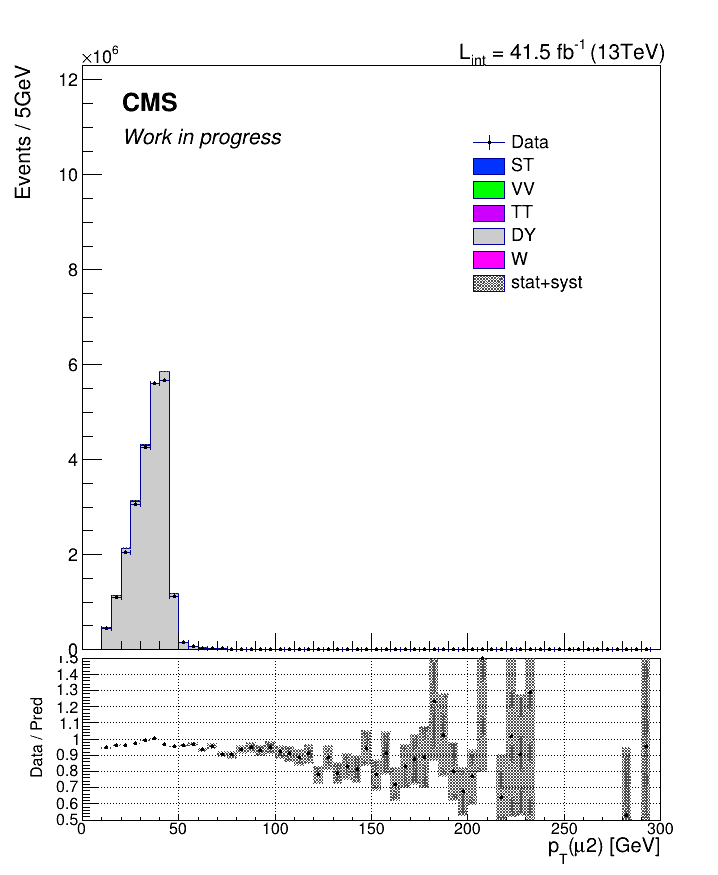 ×10⁶
L_int = 41.5 fb⁻¹ (13TeV)
Events / 5GeV
12
10
8
6
4
2
0
CMS
Work in progress
Data
ST
VV
TT
DY
W
stat+syst
Data / Pred
1.5
1.4
1.3
1.2
1.1
1
0.9
0.8
0.7
0.6
0.5
0 50 100 150 200 250 300
p_T(μ2) [GeV]